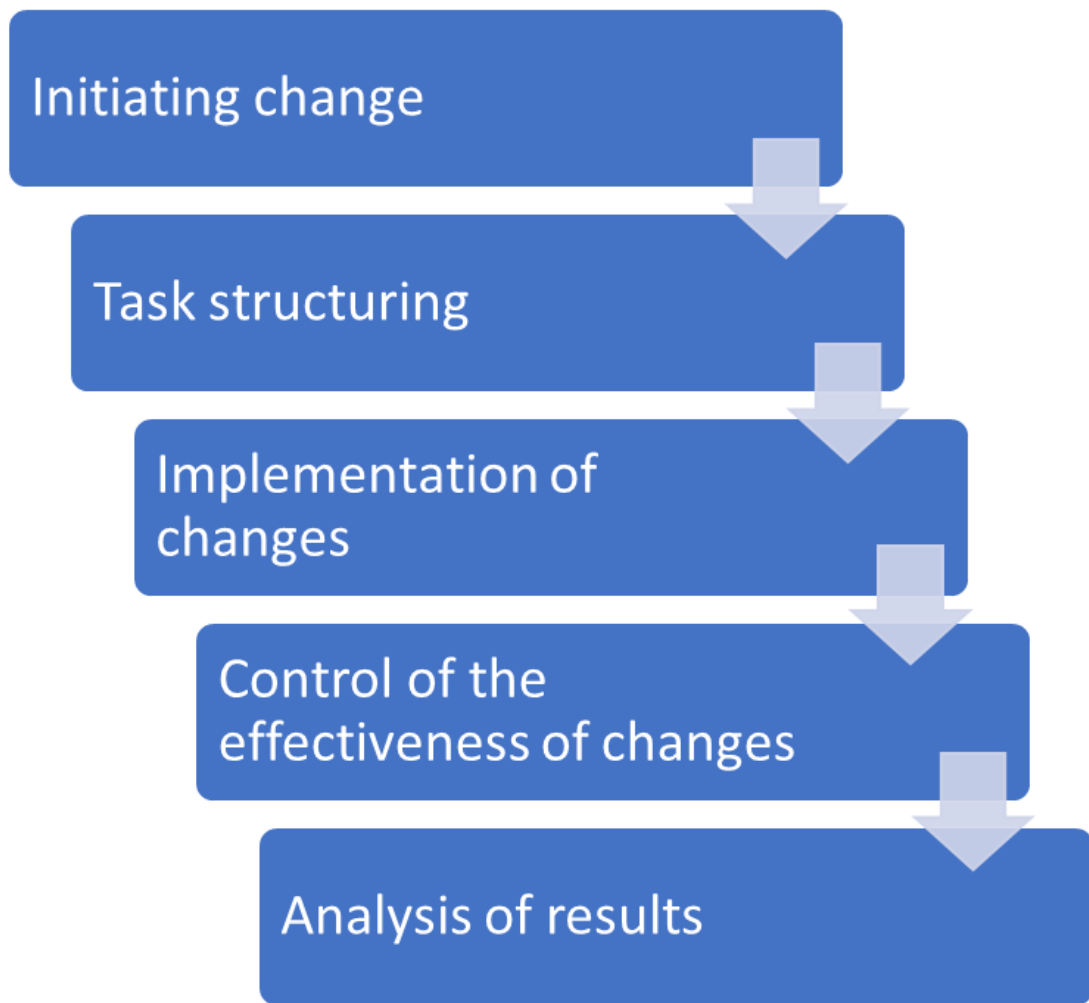 Initiating change
Task structuring
Implementation of
changes
Control of the
effectiveness of changes
Analysis of results